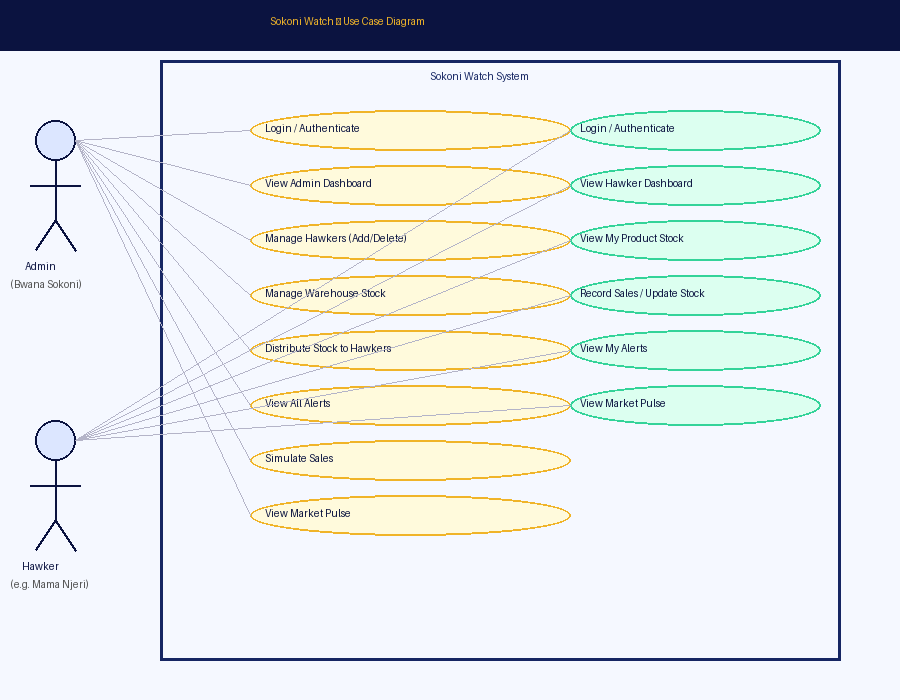 Sokoni Watch ▯ Use Case Diagram
Sokoni Watch System
Login / Authenticate
Login / Authenticate
View Admin Dashboard
View Hawker Dashboard
Manage Hawkers (Add/Delete)
View My Product Stock
Manage Warehouse Stock
Record Sales / Update Stock
Distribute Stock to Hawkers
View My Alerts
View All Alerts
View Market Pulse
Simulate Sales
View Market Pulse
Admin
(Bwana Sokoni)
Hawker
(e.g. Mama Njeri)